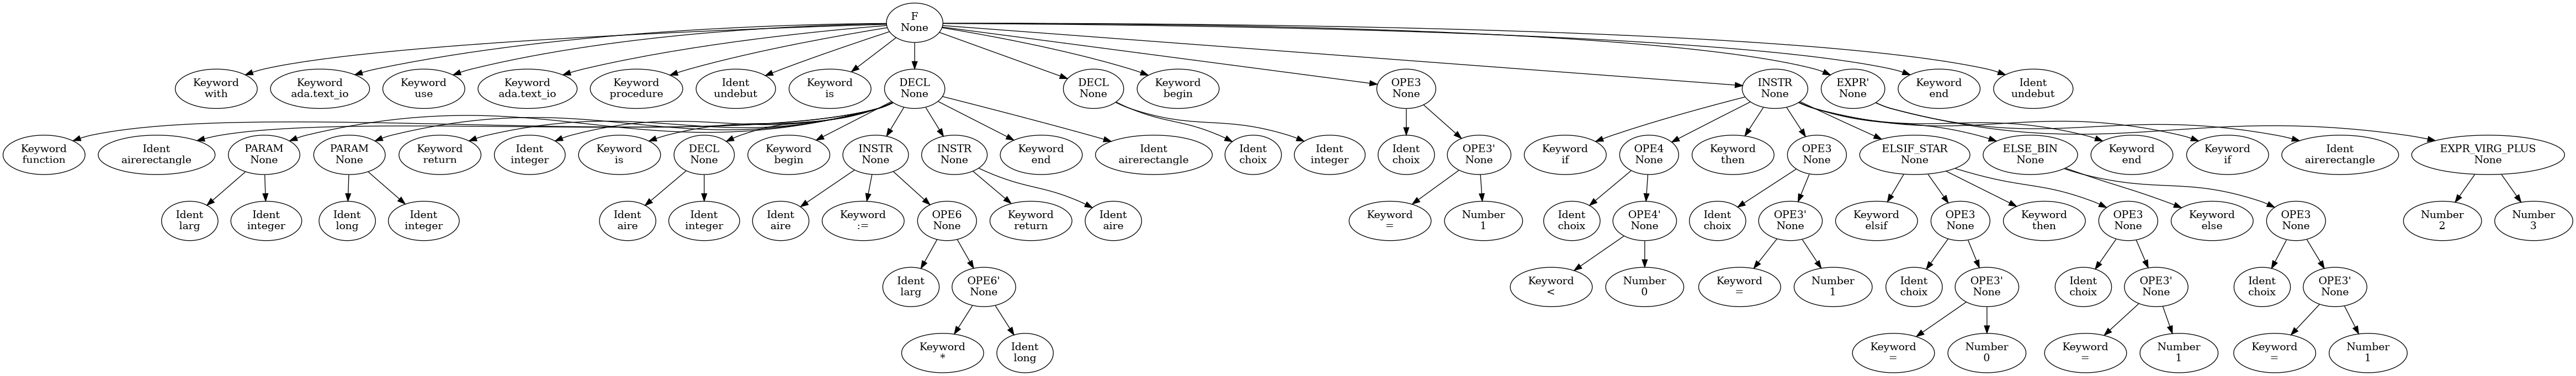 F
None
Keyword
with
Keyword
ada.text_io
Keyword
use
Keyword
ada.text_io
Keyword
procedure
Ident
undebut
Keyword
is
DECL
None
DECL
None
Keyword
begin
OPE3
None
INSTR
None
EXPR'
None
Keyword
end
Ident
undebut
Keyword
function
Ident
airerectangle
PARAM
None
PARAM
None
Keyword
return
Ident
integer
Keyword
is
DECL
None
Keyword
begin
INSTR
None
INSTR
None
Keyword
end
Ident
airerectangle
Ident
choix
Ident
integer
Ident
choix
OPE3'
None
Keyword
if
OPE4
None
Keyword
then
OPE3
None
ELSIF_STAR
None
ELSE_BIN
None
Keyword
end
Keyword
if
Ident
airerectangle
EXPR_VIRG_PLUS
None
Ident
larg
Ident
integer
Ident
long
Ident
integer
Ident
aire
Ident
integer
Ident
aire
Keyword
:=
OPE6
None
Keyword
return
Ident
aire
Keyword
=
Number
1
Ident
choix
OPE4'
None
Ident
choix
OPE3'
None
Keyword
elsif
OPE3
None
Keyword
then
OPE3
None
Keyword
else
OPE3
None
Number
2
Number
3
Ident
larg
OPE6'
None
Keyword
<
Number
0
Keyword
=
Number
1
Ident
choix
OPE3'
None
Ident
choix
OPE3'
None
Ident
choix
OPE3'
None
Keyword
*
Ident
long
Keyword
=
Number
0
Keyword
=
Number
1
Keyword
=
Number
1